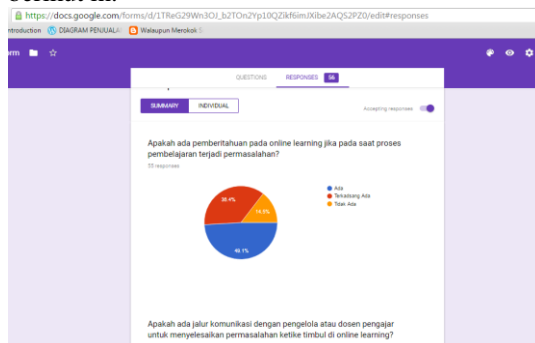 https://docs.google.com/forms/d/1TReG29Wn3OJ_b2TOn2Yp10QZikf6imJXibe2AQS2PZ0/edit#responses
ntroduction DIAGRAM PENJUALA Walaupun Merokok S
orm
QUESTIONS RESPONSES 56
SUMMARY INDIVIDUAL Accepting responses
Apakah ada pemberitahuan pada online learning jika pada saat proses
pembelajaran terjadi permasalahan?
55 responses
Ada
Terkadang Ada
Tidak Ada
36.4%
14.5%
49.1%
Apakah ada jalur komunikasi dengan pengelola atau dosen pengajar
untuk menyelesaikan permasalahan ketike timbul di online learning?